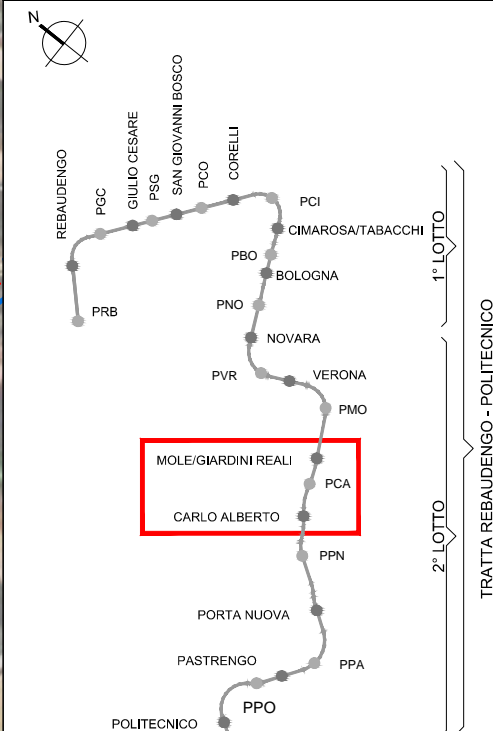 N
REBAUDENGO
PGC
GIULIO CESARE
PSG
SAN GIOVANNI BOSCO
PCO
CORELLI
PCI
CIMAROSA/TABACCHI
PBO
BOLOGNA
PRB
PNO
NOVARA
PVR
VERONA
PMO
MOLE/GIARDINI REALI
PCA
CARLO ALBERTO
PPN
PORTA NUOVA
PASTRENGO
PPA
PPO
POLITECNICO
1° LOTTO
2° LOTTO
TRATTA REBAUDENGO - POLITECNICO